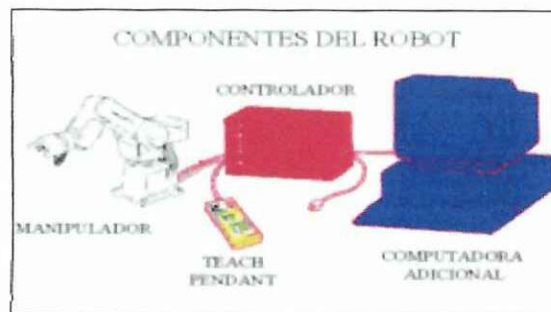 COMPONENTES DEL ROBOT
CONTROLADOR
MANIPULADOR
TEACH
PENDANT
COMPUTADORA
ADICIONAL